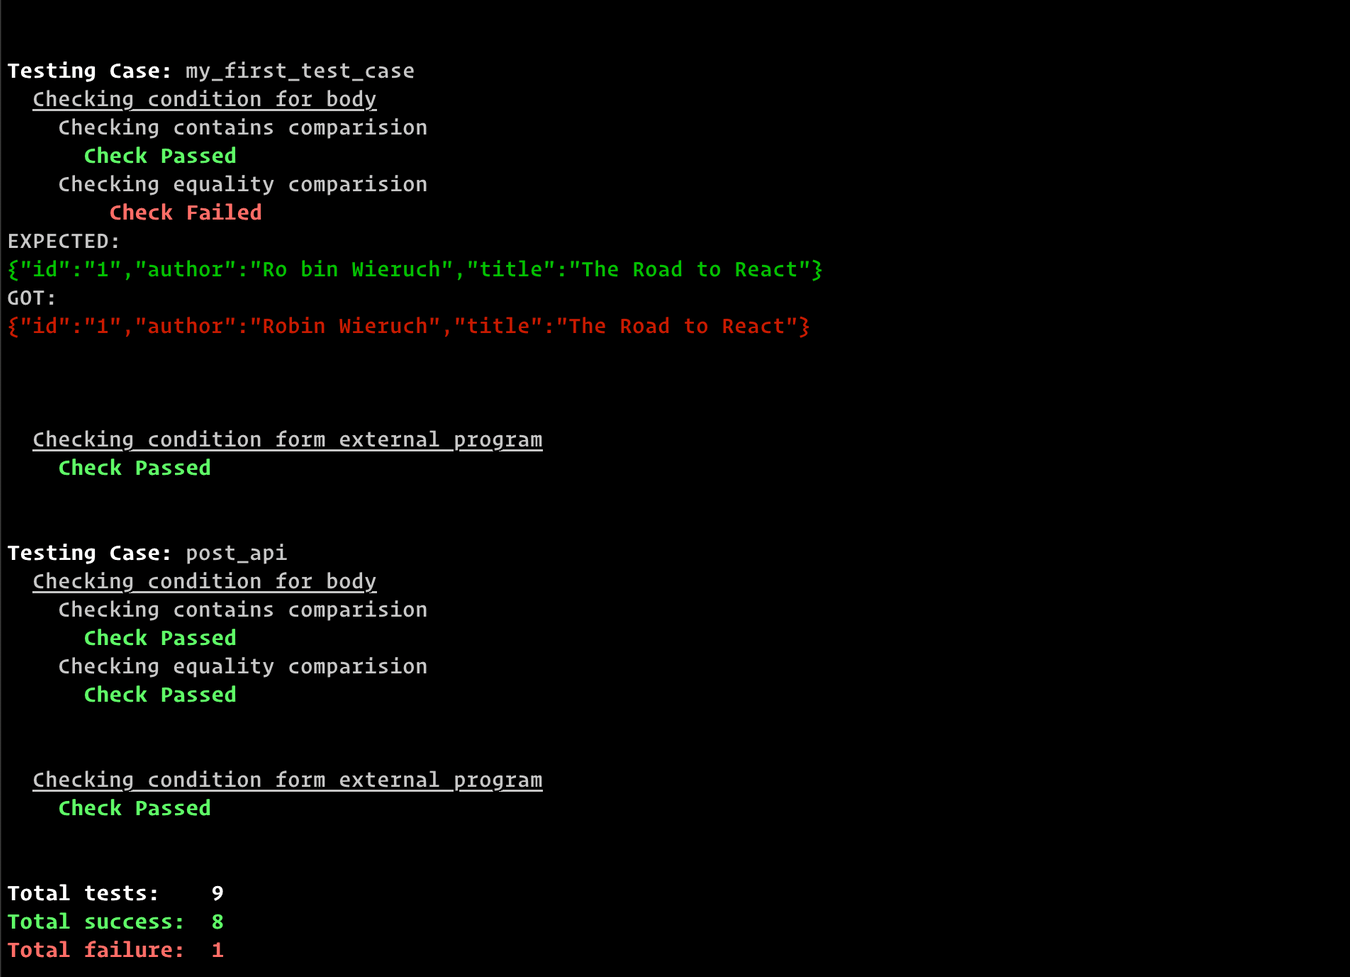 Testing Case: my_first_test_case
Checking condition for body
Checking contains comparision
Check Passed
Checking equality comparision
Check Failed
EXPECTED:
{"id":"1","author":"Ro bin Wieruch","title":"The Road to React"}
GOT:
{"id":"1","author":"Robin Wieruch","title":"The Road to React"}
Checking condition form external program
Check Passed
Testing Case: post_api
Checking condition for body
Checking contains comparision
Check Passed
Checking equality comparision
Check Passed
Checking condition form external program
Check Passed
Total tests: 9
Total success: 8
Total failure: 1